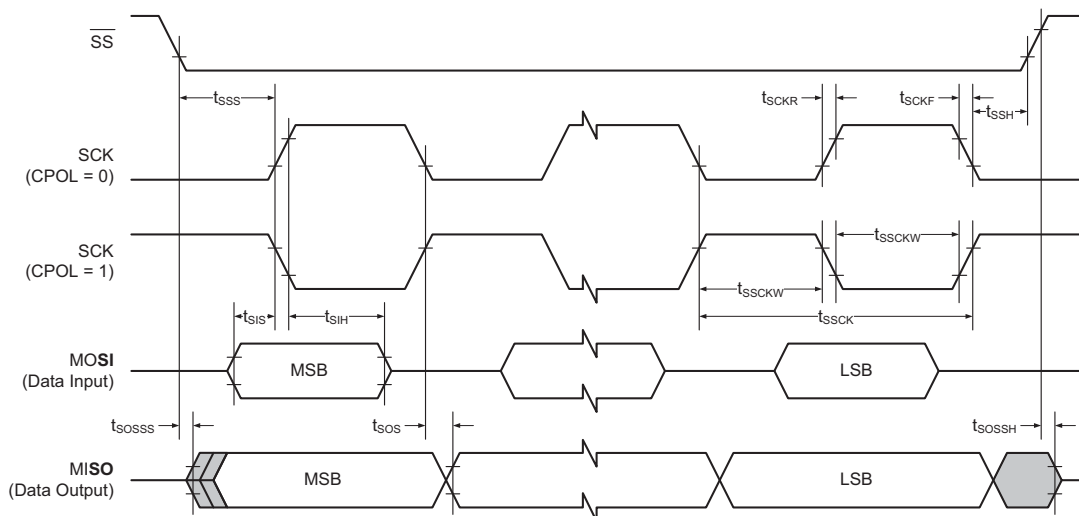 SS
tSCKR
tSCKF
tSSS
tSSH
SCK
(CPOL = 0)
SCK
(CPOL = 1)
tSSCKW
tSSCKW
tSSCK
tSIS
tSIH
MOSI
(Data Input)
MSB
LSB
tSOSSS
tSOS
tSOSSH
MISO
(Data Output)
MSB
LSB